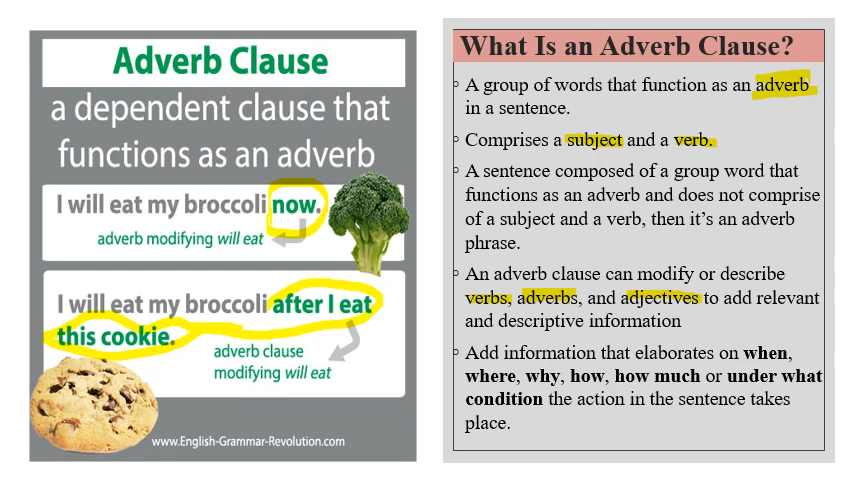 Adverb Clause
a dependent clause that
functions as an adverb
I will eat my broccoli now.
adverb modifying will eat
I will eat my broccoli after I eat
this cookie.
adverb clause
modifying will eat
www.English-Grammar-Revolution.com
What Is an Adverb Clause?
A group of words that function as an adverb
in a sentence.
Comprises a subject and a verb.
A sentence composed of a group word that
functions as an adverb and does not comprise
of a subject and a verb, then it’s an adverb
phrase.
An adverb clause can modify or describe
verbs, adverbs, and adjectives to add relevant
and descriptive information
Add information that elaborates on when,
where, why, how, how much or under what
condition the action in the sentence takes
place.